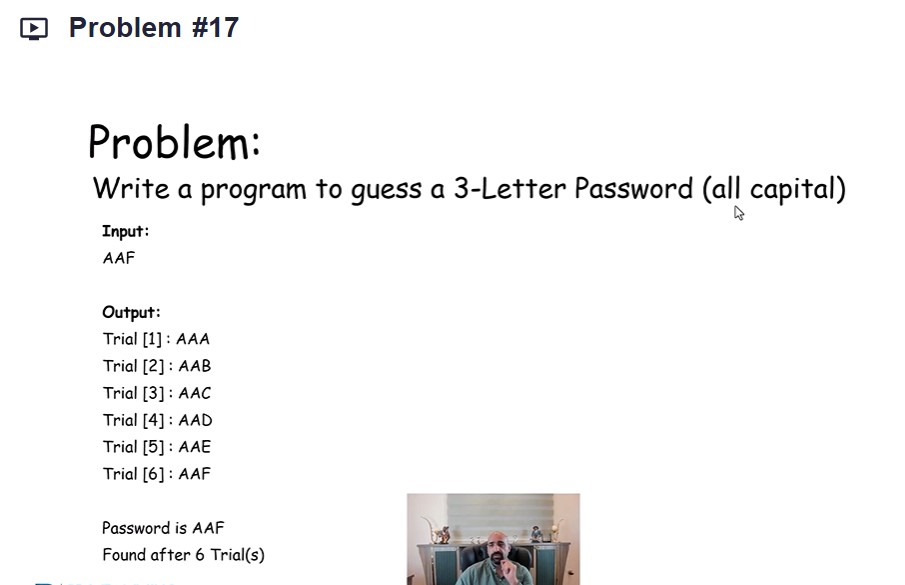 Problem #17
Problem:
Write a program to guess a 3-Letter Password (all capital)
Input:
AAF
Output:
Trial [1] : AAA
Trial [2] : AAB
Trial [3] : AAC
Trial [4] : AAD
Trial [5] : AAE
Trial [6] : AAF
Password is AAF
Found after 6 Trial(s)